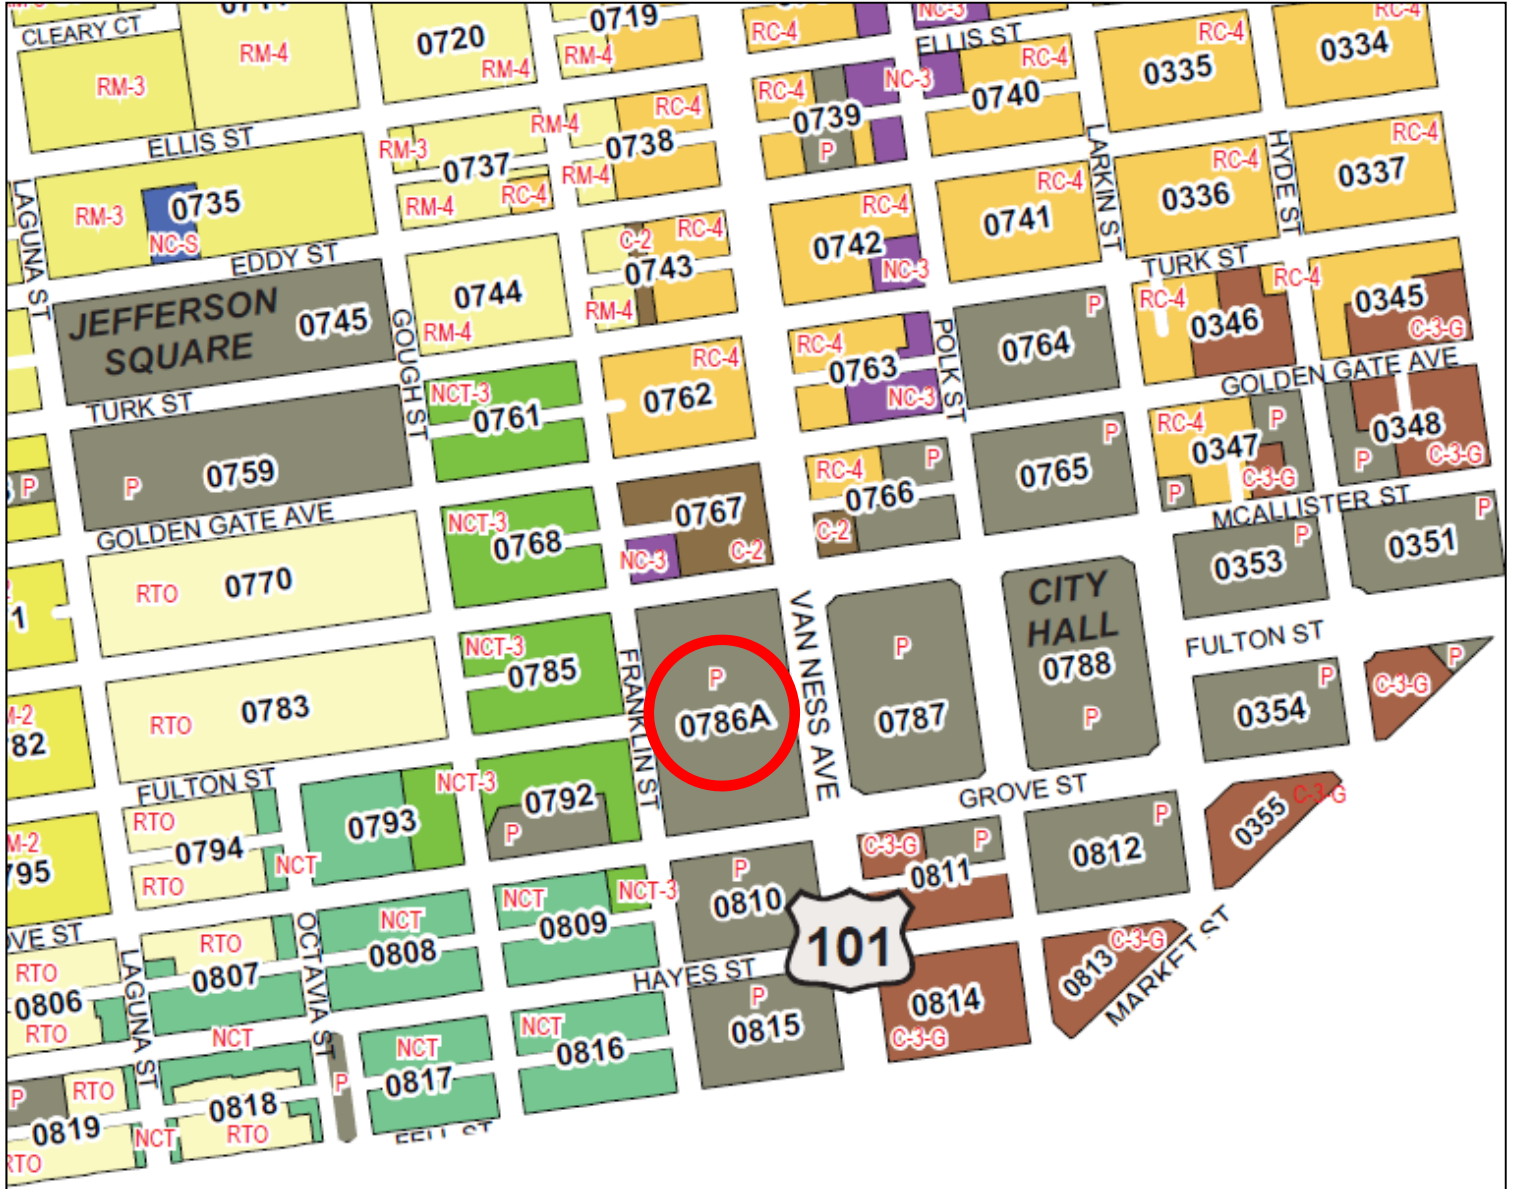 CLEARY CT
RM-4
RM-3
0720
RM-4
0719
RM-4
RC-4
NC-3
ELLIS ST
RC-4
0335
RC-4
0334
RC-4
0739
P
NC-3
RC-4
0740
ELLIS ST
RM-3
0737
RM-4
RM-4
RC-4
RC-4
0738
RM-4
LARKIN ST
RC-4
0336
HYDE ST
RC-4
0337
LAGUNA ST
RM-3
0735
NC-S
EDDY ST
RC-4
0741
RC-4
0742
NC-3
C-2
RC-4
0743
RM-4
0744
RM-4
TURK ST
JEFFERSON
SQUARE
0745
GOUGH ST
RC-4
0346
RC-4
0345
C-3-G
P
0764
POLK ST
RC-4
0763
NC-3
RC-4
0762
NCT-3
0761
GOLDEN GATE AVE
TURK ST
P
0759
P
RC-4
0347
P
C-3-G
P
0348
P
C-3-G
P
0765
RC-4
P
0766
C-2
0767
NC-3
C-2
NCT-3
0768
GOLDEN GATE AVE
MCALLISTER ST
P
0353
P
0351
RTO
0770
1
CITY
HALL
0788
P
P
0787
VAN NESS AVE
P
0786A
FRANKLIN ST
NCT-3
0785
RTO
0783
M-2
82
FULTON ST
P
0354
C-3-G
P
FULTON ST
RTO
0794
RTO
NCT
0793
NCT-3
0792
P
GROVE ST
C-3-G
0355
P
0812
C-3-G
P
0811
P
0810
M-2
795
OVE ST
NCT
NCT-3
0809
NCT
0808
OCTAVIA ST
RTO
0807
LAGUNA ST
RTO
0806
RTO
HAYES ST
101
C-3-G
0813
MARKET ST
0814
C-3-G
P
0815
NCT
0816
NCT
0817
NCT
P
0818
RTO
P
RTO
0819
NCT
RTO
FELL ST